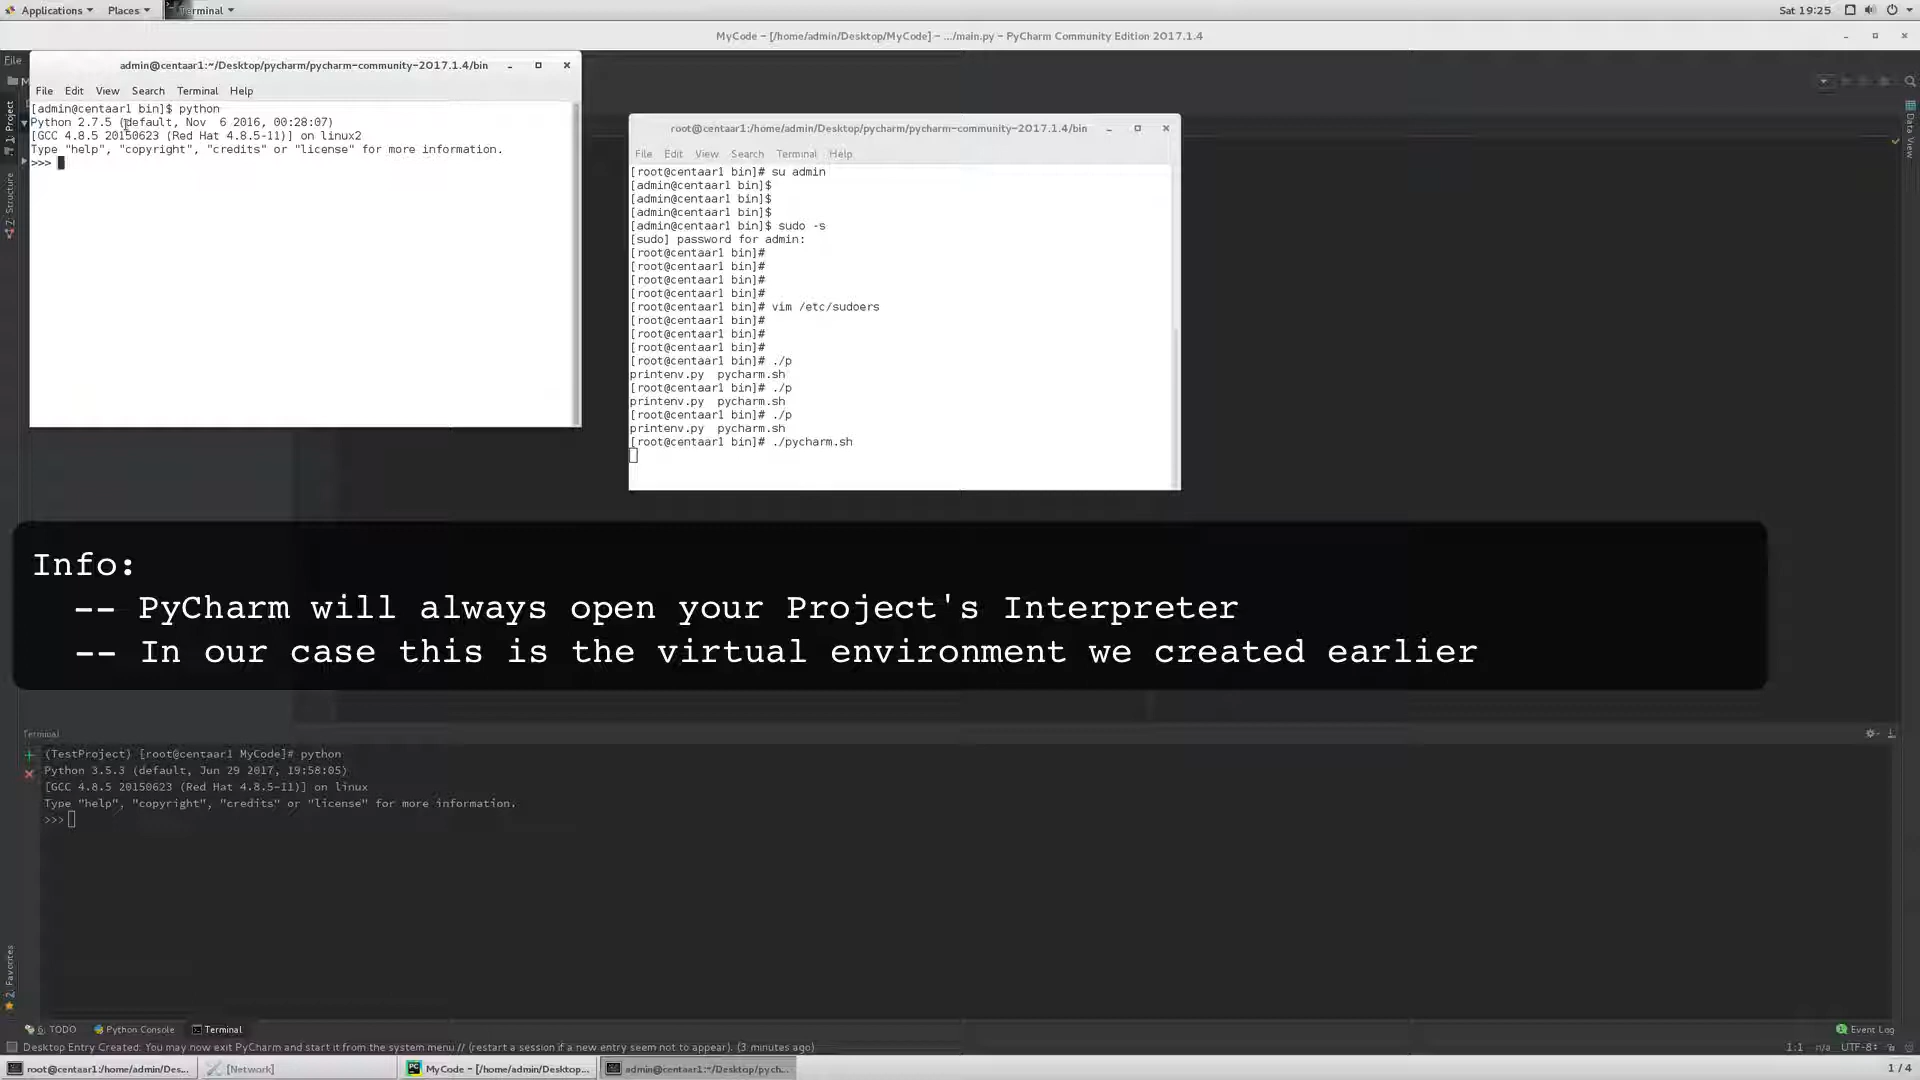 Applications Places Terminal Sat 19:25
MyCode – [/home/admin/Desktop/MyCode] – .../main.py – PyCharm Community Edition 2017.1.4
File
admin@centaar1:~/Desktop/pycharm/pycharm-community-2017.1.4/bin
File Edit View Search Terminal Help
[admin@centaar1 bin]$ python
Python 2.7.5 (default, Nov  6 2016, 00:28:07)
[GCC 4.8.5 20150623 (Red Hat 4.8.5-11)] on linux2
Type "help", "copyright", "credits" or "license" for more information.
>>>
1: Project
7: Structure
Data View
root@centaar1:/home/admin/Desktop/pycharm/pycharm-community-2017.1.4/bin
File Edit View Search Terminal Help
[root@centaar1 bin]# su admin
[admin@centaar1 bin]$
[admin@centaar1 bin]$
[admin@centaar1 bin]$
[admin@centaar1 bin]$ sudo -s
[sudo] password for admin:
[root@centaar1 bin]#
[root@centaar1 bin]#
[root@centaar1 bin]#
[root@centaar1 bin]#
[root@centaar1 bin]# vim /etc/sudoers
[root@centaar1 bin]#
[root@centaar1 bin]#
[root@centaar1 bin]#
[root@centaar1 bin]# ./p
printenv.py  pycharm.sh
[root@centaar1 bin]# ./p
printenv.py  pycharm.sh
[root@centaar1 bin]# ./p
printenv.py  pycharm.sh
[root@centaar1 bin]# ./pycharm.sh
Info:
-- PyCharm will always open your Project's Interpreter
-- In our case this is the virtual environment we created earlier
Terminal
(TestProject) [root@centaar1 MyCode]# python
Python 3.5.3 (default, Jun 29 2017, 19:58:05)
[GCC 4.8.5 20150623 (Red Hat 4.8.5-11)] on linux
Type "help", "copyright", "credits" or "license" for more information.
>>>
2: Favorites
6: TODO Python Console Terminal Event Log
Desktop Entry Created: You may now exit PyCharm and start it from the system menu // (restart a session if a new entry seem not to appear). (3 minutes ago) 1:1 n/a UTF-8
root@centaar1:/home/admin/Des... [Network] MyCode – [/home/admin/Desktop... admin@centaar1:~/Desktop/pych... 1 / 4